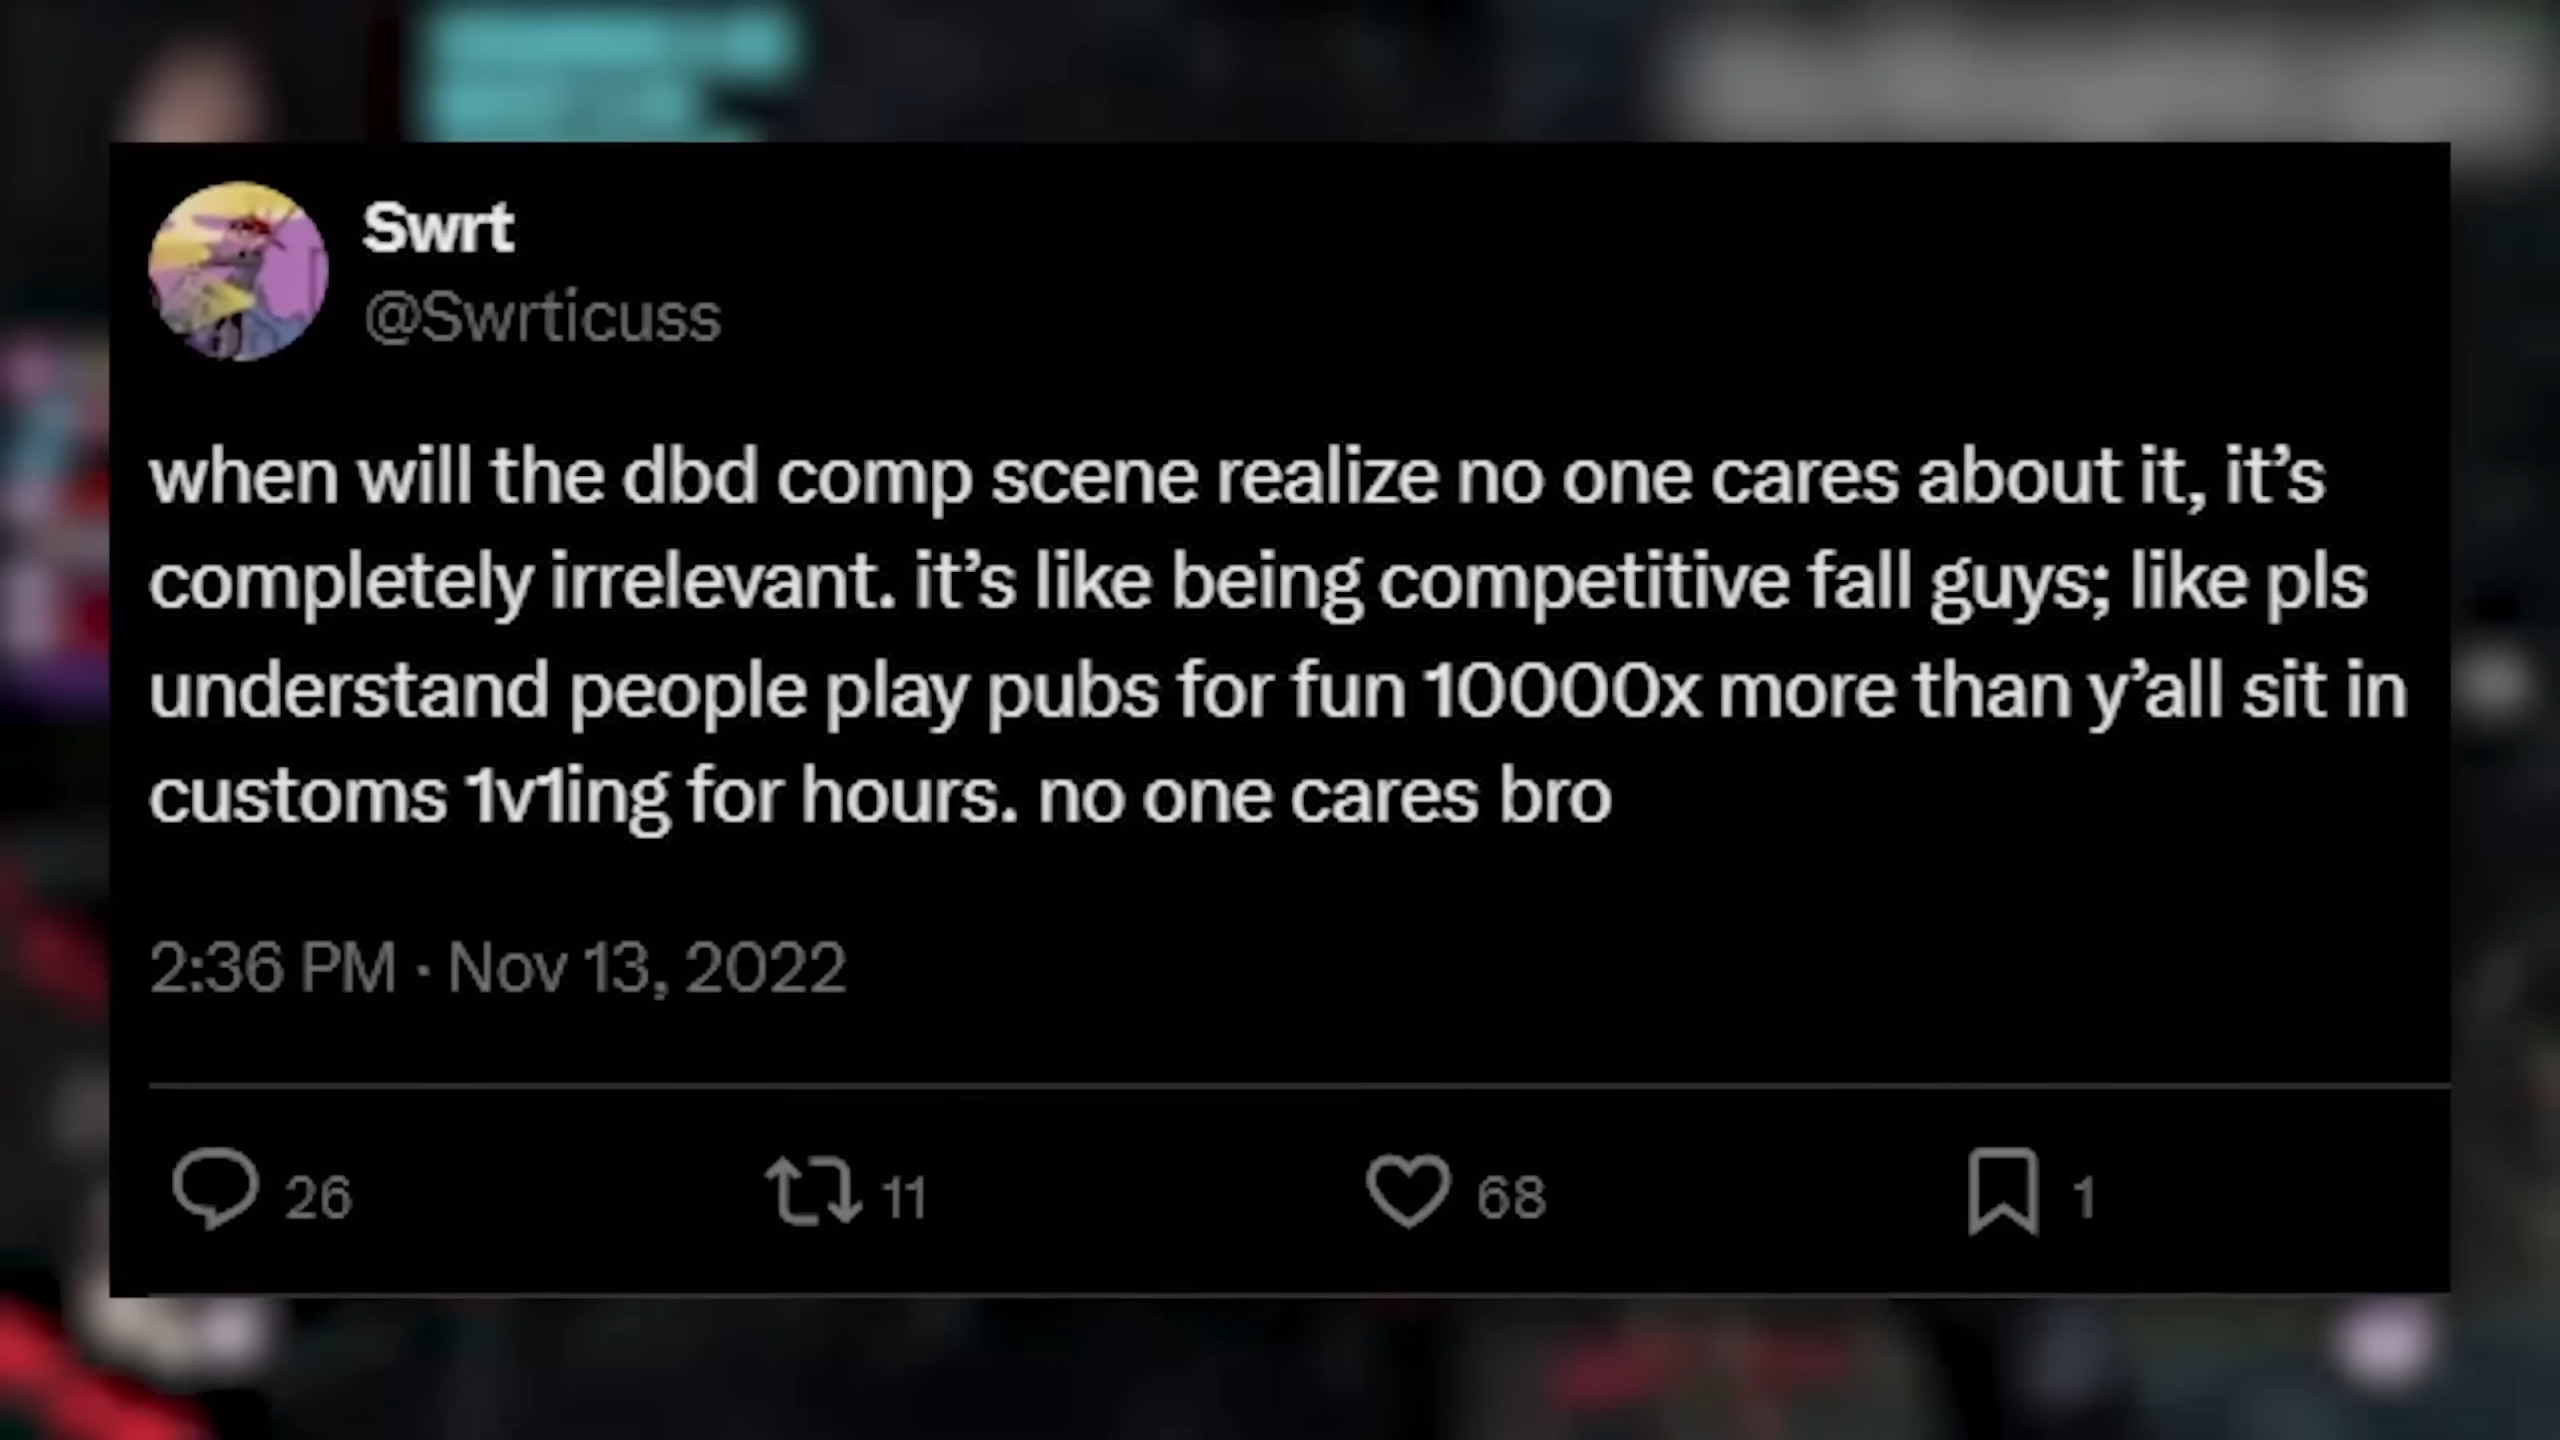 Swrt
@Swrticuss
when will the dbd comp scene realize no one cares about it, it’s
completely irrelevant. it’s like being competitive fall guys; like pls
understand people play pubs for fun 10000x more than y’all sit in
customs 1v1ing for hours. no one cares bro
2:36 PM · Nov 13, 2022
26 11 68 1